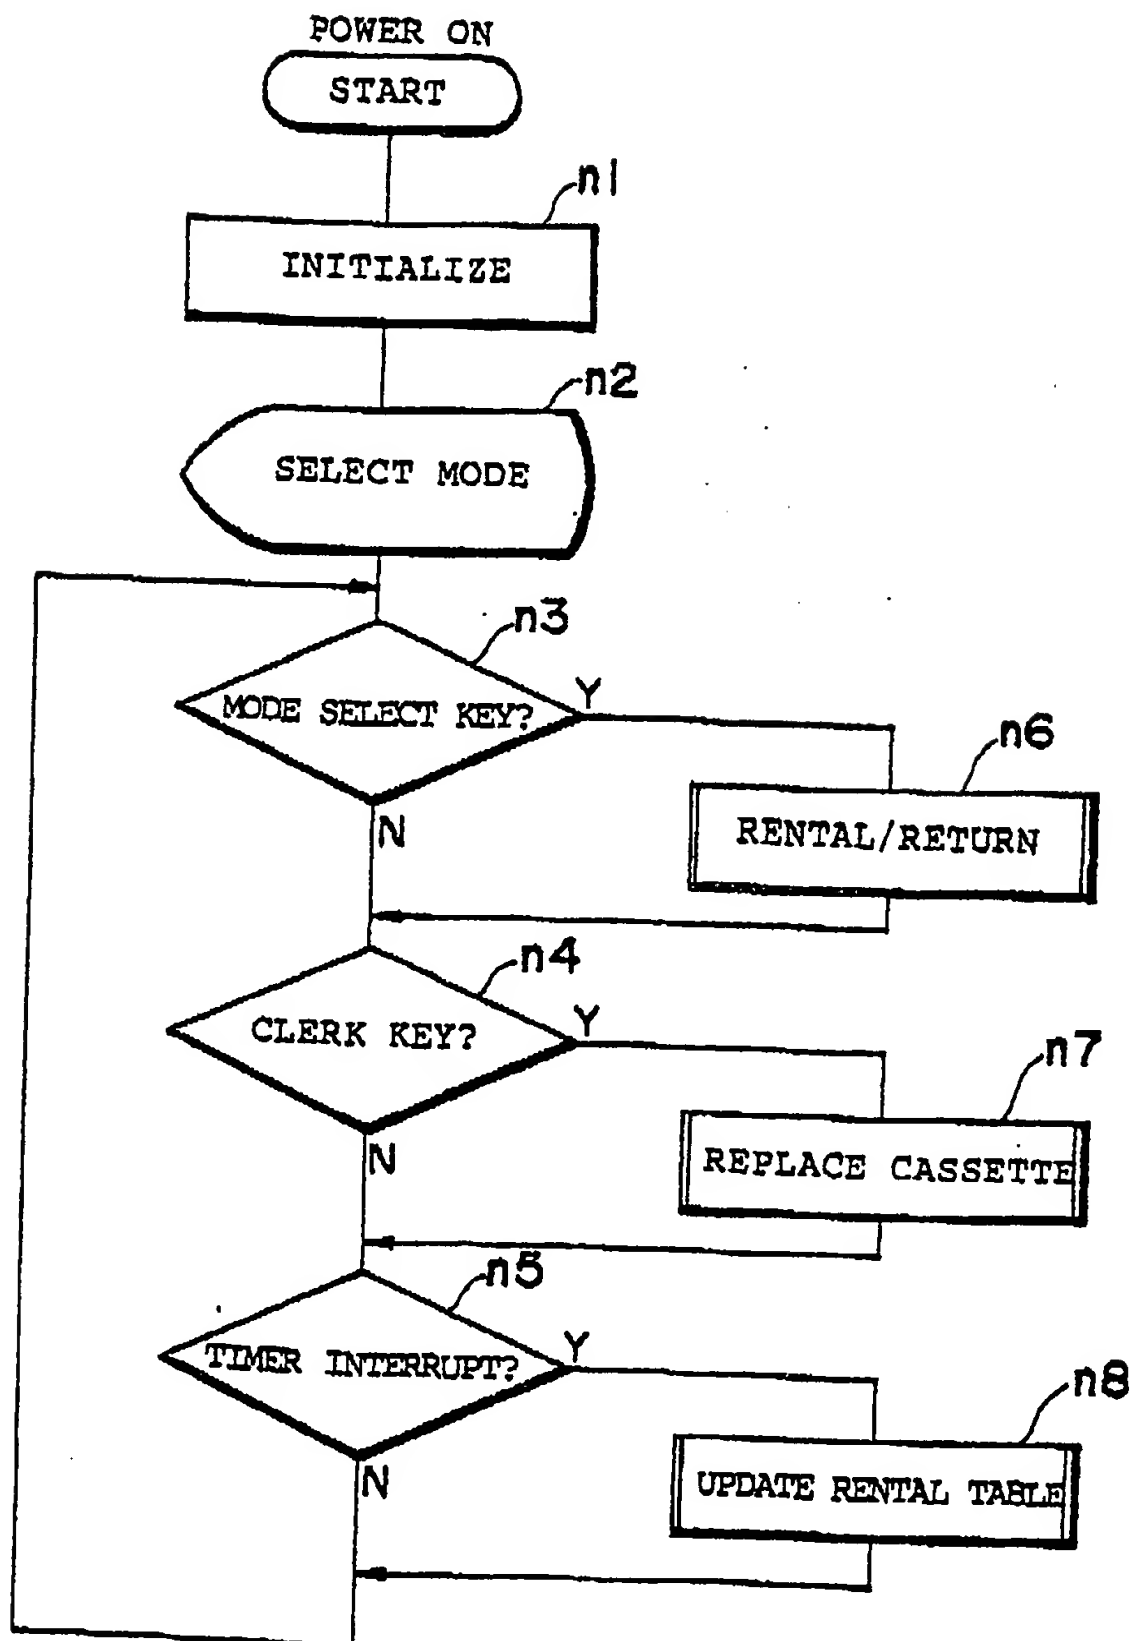 POWER ON
START
n1
INITIALIZE
n2
SELECT MODE
n3
MODE SELECT KEY?
Y
n6
RENTAL/RETURN
N
n4
CLERK KEY?
Y
n7
REPLACE CASSETTE
N
n5
TIMER INTERRUPT?
Y
n8
UPDATE RENTAL TABLE
N